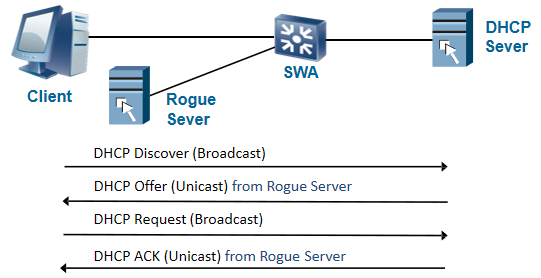 DHCP
Sever
SWA
Client
Rogue
Sever
DHCP Discover (Broadcast)
DHCP Offer (Unicast) from Rogue Server
DHCP Request (Broadcast)
DHCP ACK (Unicast) from Rogue Server